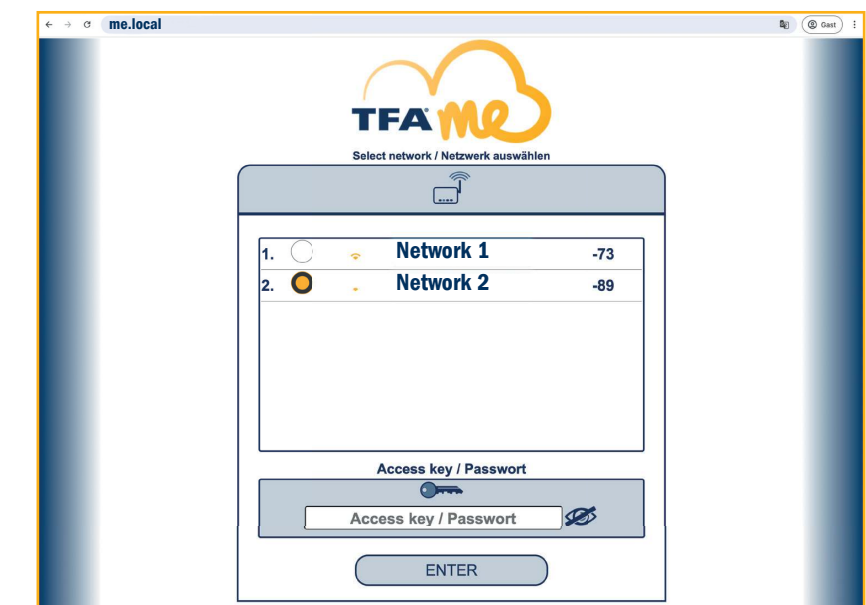 me.local
Gast
TFA® me
Select network / Netzwerk auswählen
1. Network 1 -73
2. Network 2 -89
Access key / Passwort
Access key / Passwort
ENTER